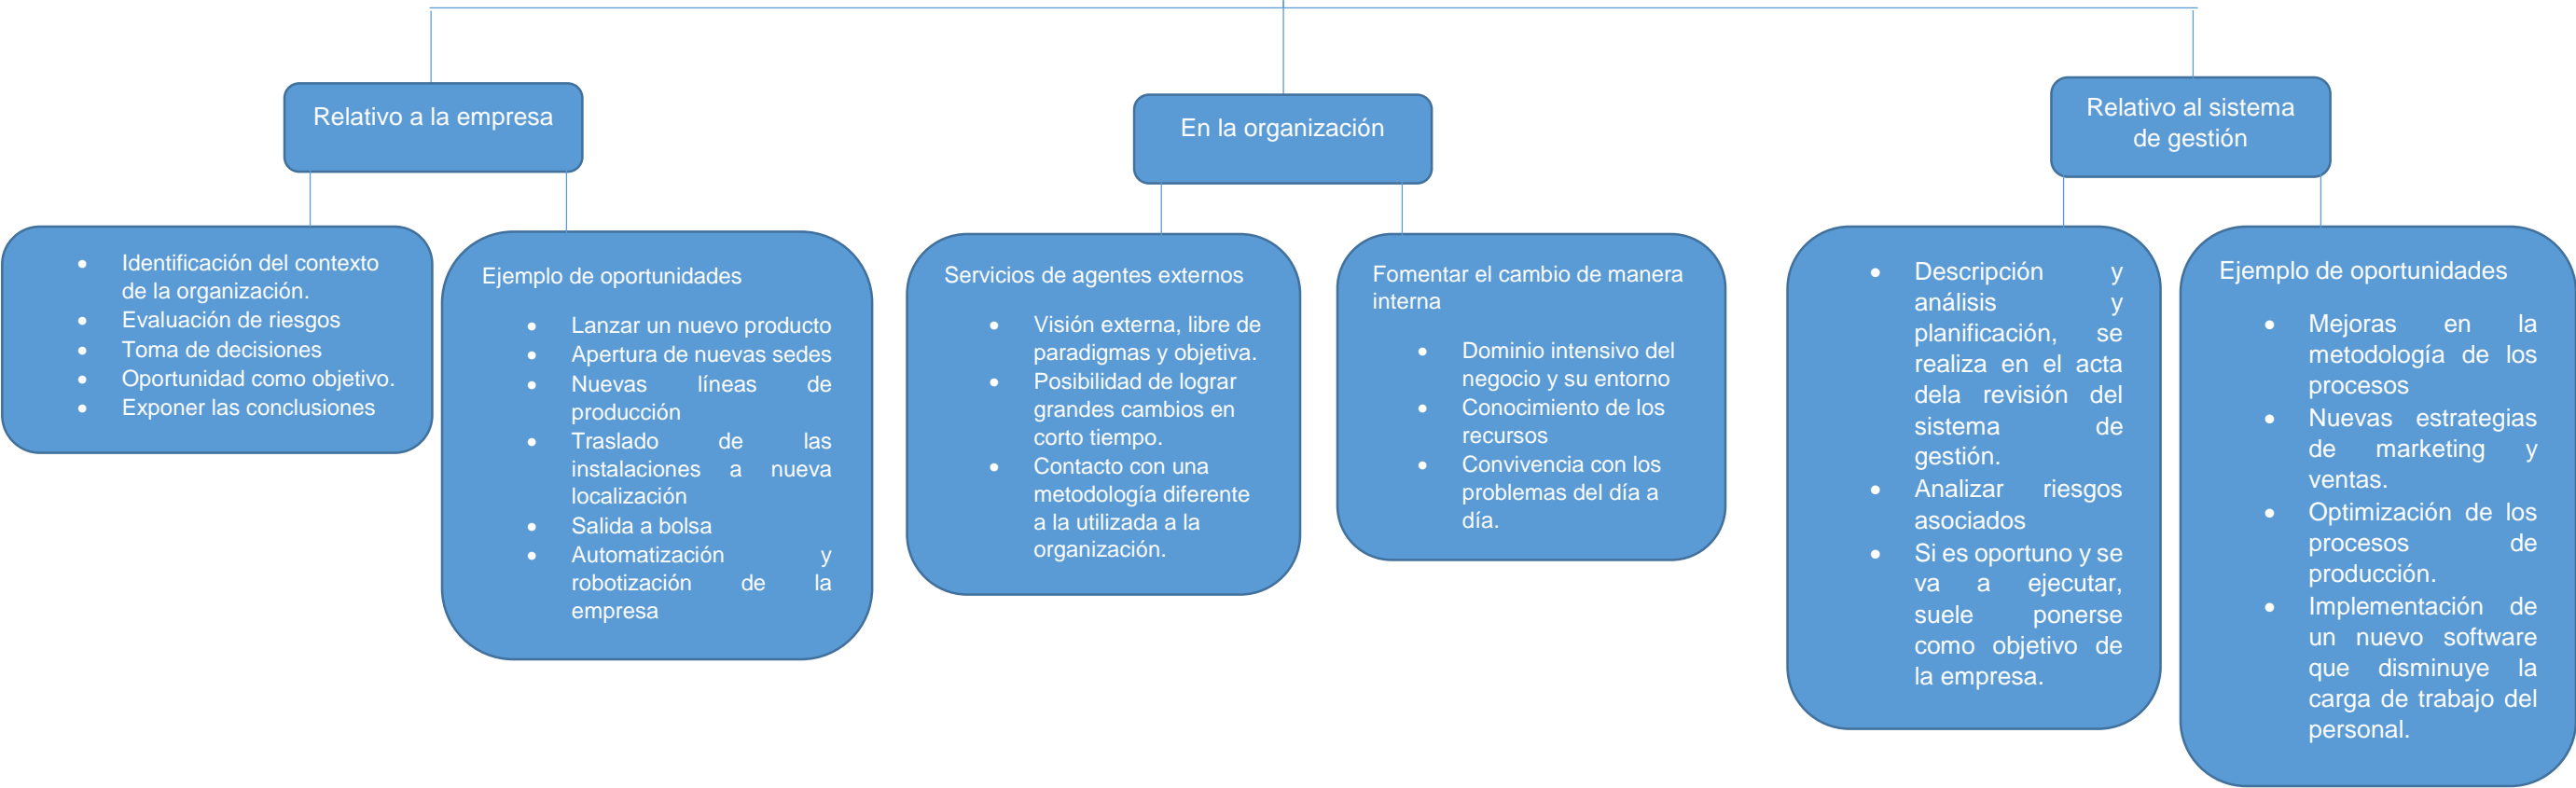 Relativo a la empresa
En la organización
Relativo al sistema
de gestión
• Identificación del contexto
de la organización.
• Evaluación de riesgos
• Toma de decisiones
• Oportunidad como objetivo.
• Exponer las conclusiones
Ejemplo de oportunidades
• Lanzar un nuevo producto
• Apertura de nuevas sedes
• Nuevas líneas de
producción
• Traslado de las
instalaciones a nueva
localización
• Salida a bolsa
• Automatización y
robotización de la
empresa
Servicios de agentes externos
• Visión externa, libre de
paradigmas y objetiva.
• Posibilidad de lograr
grandes cambios en
corto tiempo.
• Contacto con una
metodología diferente
a la utilizada a la
organización.
Fomentar el cambio de manera
interna
• Dominio intensivo del
negocio y su entorno
• Conocimiento de los
recursos
• Convivencia con los
problemas del día a
día.
• Descripción y
análisis y
planificación, se
realiza en el acta
dela revisión del
sistema de
gestión.
• Analizar riesgos
asociados
• Si es oportuno y se
va a ejecutar,
suele ponerse
como objetivo de
la empresa.
Ejemplo de oportunidades
• Mejoras en la
metodología de los
procesos
• Nuevas estrategias
de marketing y
ventas.
• Optimización de los
procesos de
producción.
• Implementación de
un nuevo software
que disminuye la
carga de trabajo del
personal.